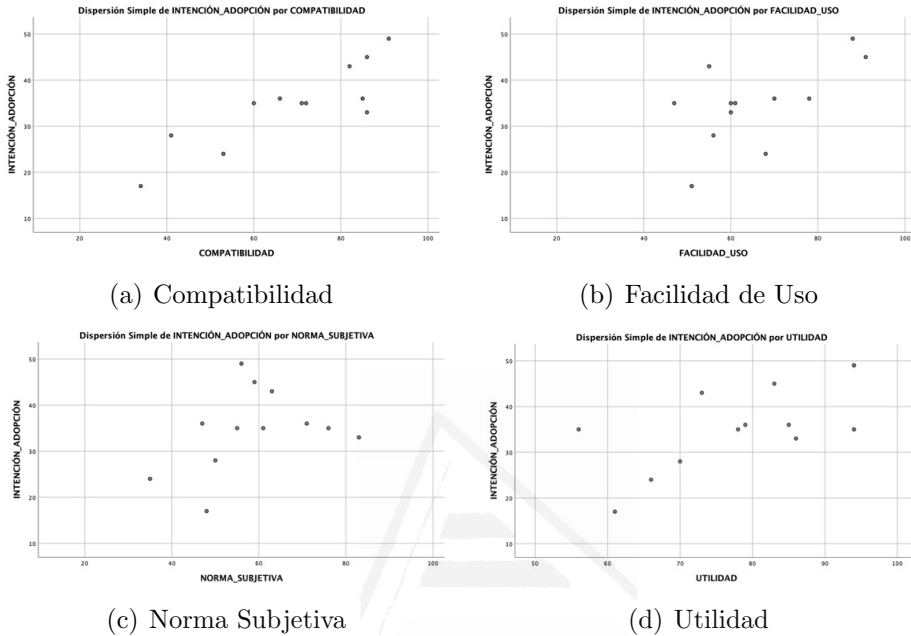 Dispersión Simple de INTENCIÓN_ADOPCIÓN por COMPATIBILIDAD
INTENCIÓN_ADOPCIÓN
50
40
30
20
10
20 40 60 80 100
COMPATIBILIDAD
(a) Compatibilidad
Dispersión Simple de INTENCIÓN_ADOPCIÓN por FACILIDAD_USO
INTENCIÓN_ADOPCIÓN
50
40
30
20
10
20 40 60 80 100
FACILIDAD_USO
(b) Facilidad de Uso
Dispersión Simple de INTENCIÓN_ADOPCIÓN por NORMA_SUBJETIVA
INTENCIÓN_ADOPCIÓN
50
40
30
20
10
20 40 60 80 100
NORMA_SUBJETIVA
(c) Norma Subjetiva
Dispersión Simple de INTENCIÓN_ADOPCIÓN por UTILIDAD
INTENCIÓN_ADOPCIÓN
50
40
30
20
10
50 60 70 80 90 100
UTILIDAD
(d) Utilidad